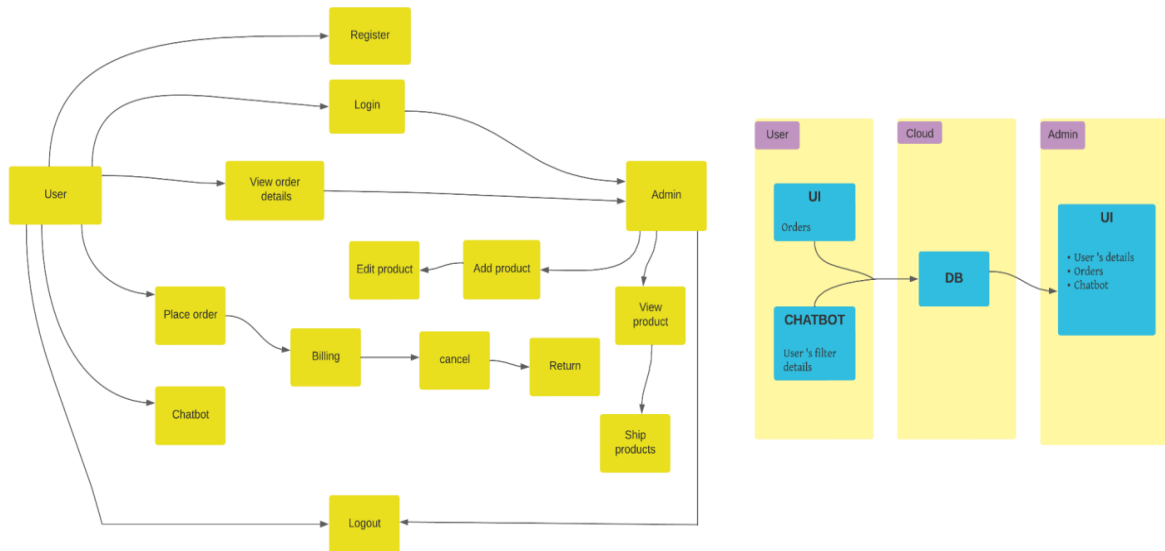 Register
Login
User
View order
details
Admin
Edit product
Add product
View
product
Place order
Billing
cancel
Return
Chatbot
Ship
products
Logout
User
Cloud
Admin
UI
Orders
CHATBOT
User 's filter
details
DB
UI
• User 's details
• Orders
• Chatbot